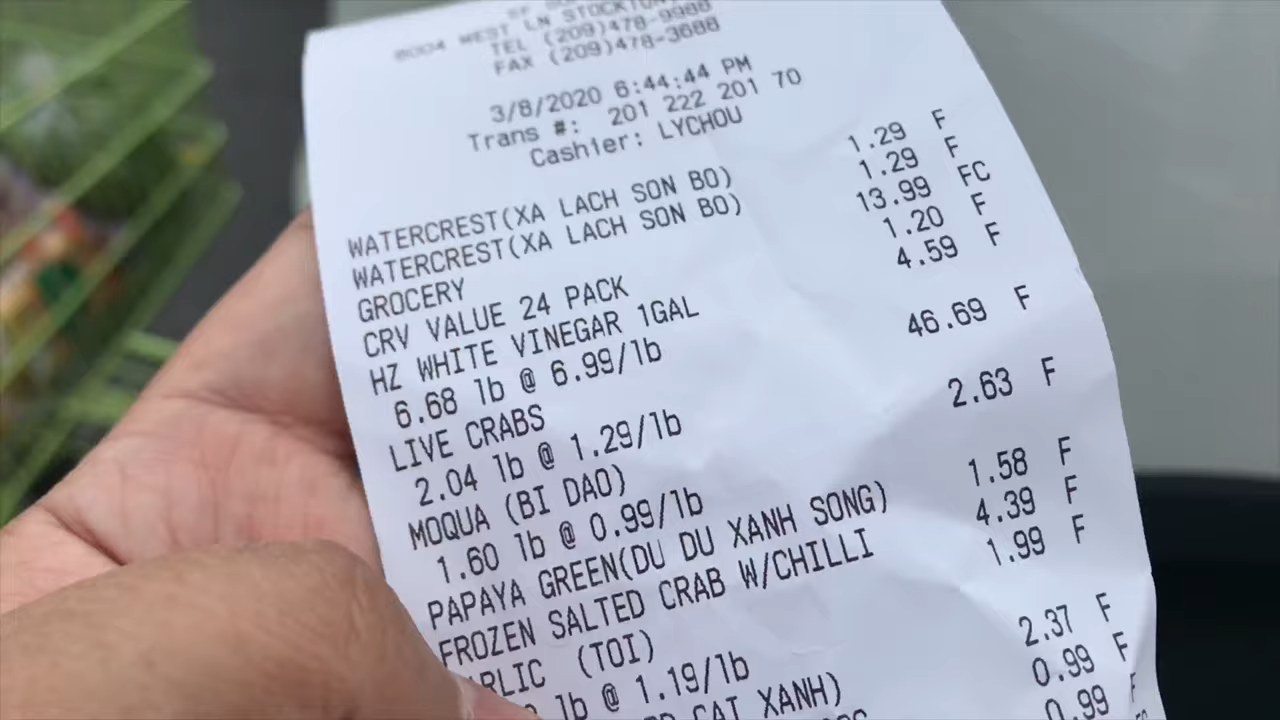 8004 WEST LN STOCKTON
TEL (209)478-9988
FAX (209)478-3688
3/8/2020 6:44:44 PM
Trans #: 201 222 201 70
Cashier: LYCHOU
WATERCREST(XA LACH SON BO) 1.29 F
WATERCREST(XA LACH SON BO) 1.29 F
GROCERY 13.99 FC
CRV VALUE 24 PACK 1.20 F
HZ WHITE VINEGAR 1GAL 4.59 F
6.68 lb @ 6.99/lb
LIVE CRABS 46.69 F
2.04 lb @ 1.29/lb
MOQUA (BI DAO) 2.63 F
1.60 lb @ 0.99/lb
PAPAYA GREEN(DU DU XANH SONG) 1.58 F
FROZEN SALTED CRAB W/CHILLI 4.39 F
ARLIC (TOI) 1.99 F
lb @ 1.19/lb
CAI XANH) 2.37 F
0.99 F
0.99 F